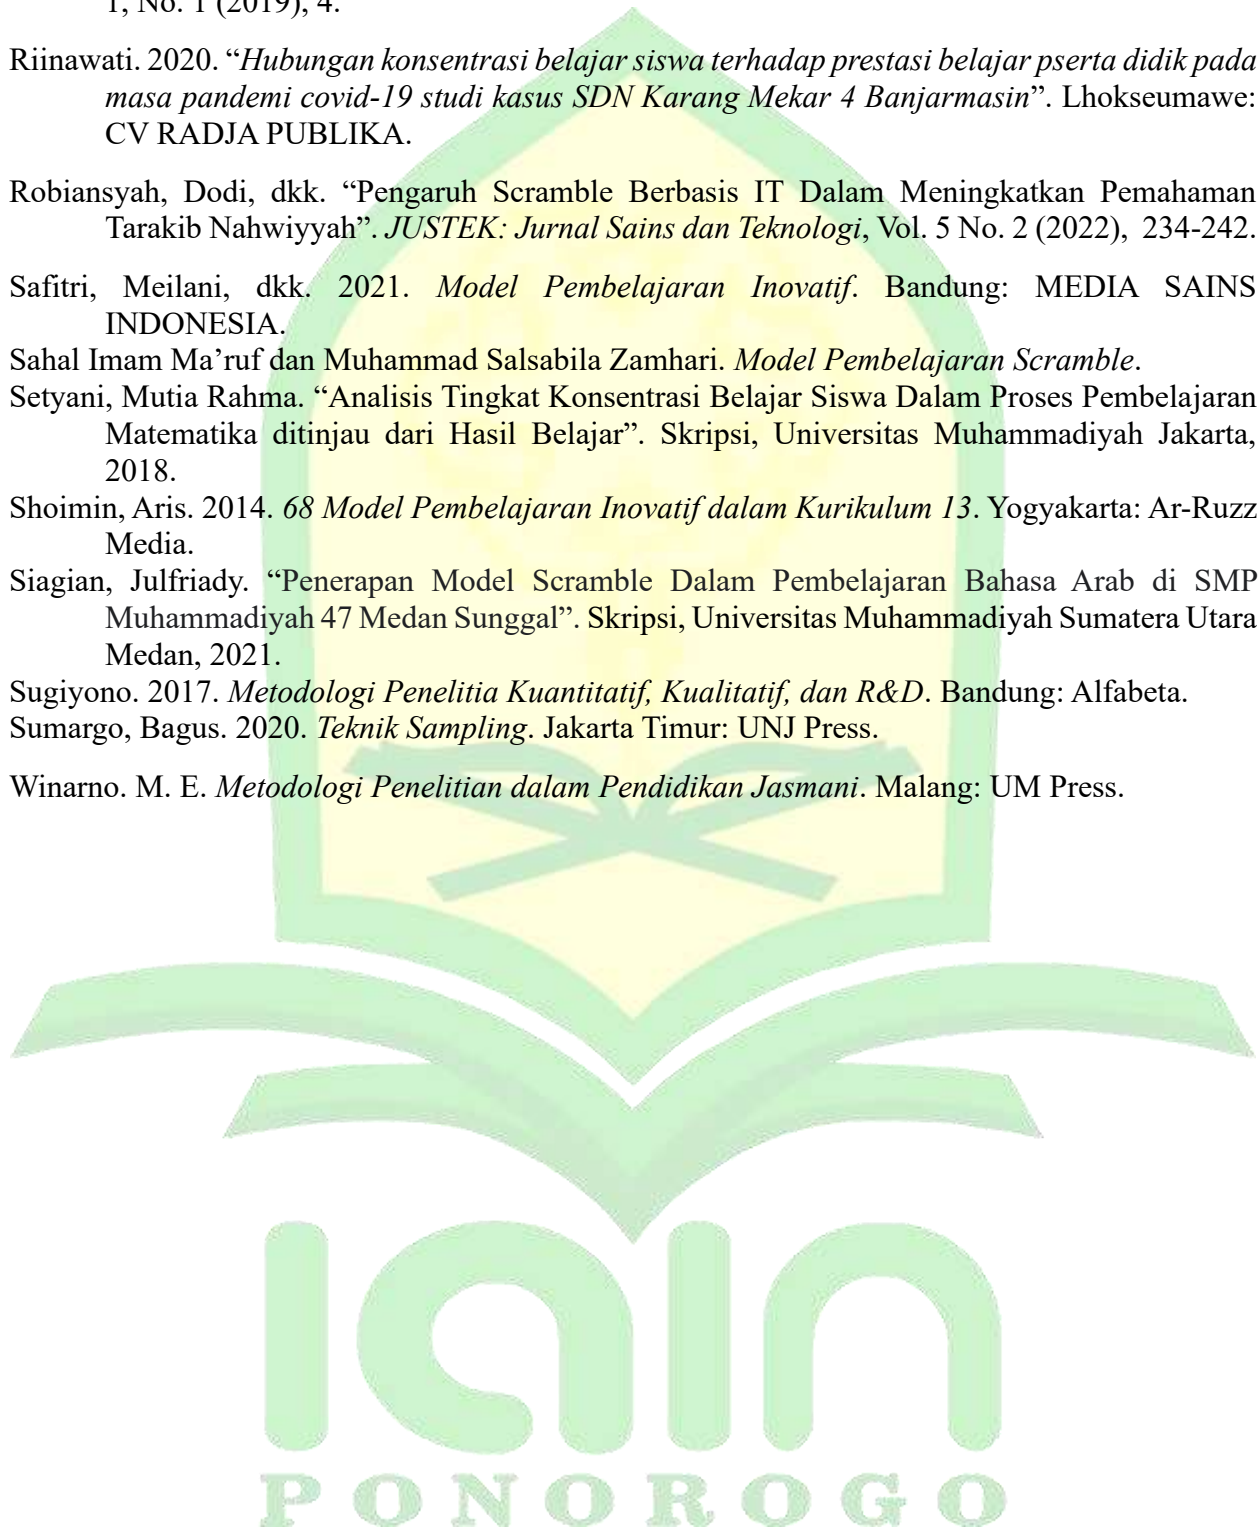 1, No. 1 (2019), 4.
Riinawati. 2020. “Hubungan konsentrasi belajar siswa terhadap prestasi belajar pserta didik pada
masa pandemi covid-19 studi kasus SDN Karang Mekar 4 Banjarmasin”. Lhokseumawe:
CV RADJA PUBLIKA.
Robiansyah, Dodi, dkk. “Pengaruh Scramble Berbasis IT Dalam Meningkatkan Pemahaman
Tarakib Nahwiyyah”. JUSTEK: Jurnal Sains dan Teknologi, Vol. 5 No. 2 (2022), 234-242.
Safitri, Meilani, dkk. 2021. Model Pembelajaran Inovatif. Bandung: MEDIA SAINS
INDONESIA.
Sahal Imam Ma’ruf dan Muhammad Salsabila Zamhari. Model Pembelajaran Scramble.
Setyani, Mutia Rahma. “Analisis Tingkat Konsentrasi Belajar Siswa Dalam Proses Pembelajaran
Matematika ditinjau dari Hasil Belajar”. Skripsi, Universitas Muhammadiyah Jakarta,
2018.
Shoimin, Aris. 2014. 68 Model Pembelajaran Inovatif dalam Kurikulum 13. Yogyakarta: Ar-Ruzz
Media.
Siagian, Julfriady. “Penerapan Model Scramble Dalam Pembelajaran Bahasa Arab di SMP
Muhammadiyah 47 Medan Sunggal”. Skripsi, Universitas Muhammadiyah Sumatera Utara
Medan, 2021.
Sugiyono. 2017. Metodologi Penelitia Kuantitatif, Kualitatif, dan R&D. Bandung: Alfabeta.
Sumargo, Bagus. 2020. Teknik Sampling. Jakarta Timur: UNJ Press.
Winarno. M. E. Metodologi Penelitian dalam Pendidikan Jasmani. Malang: UM Press.
IAIN
PONOROGO